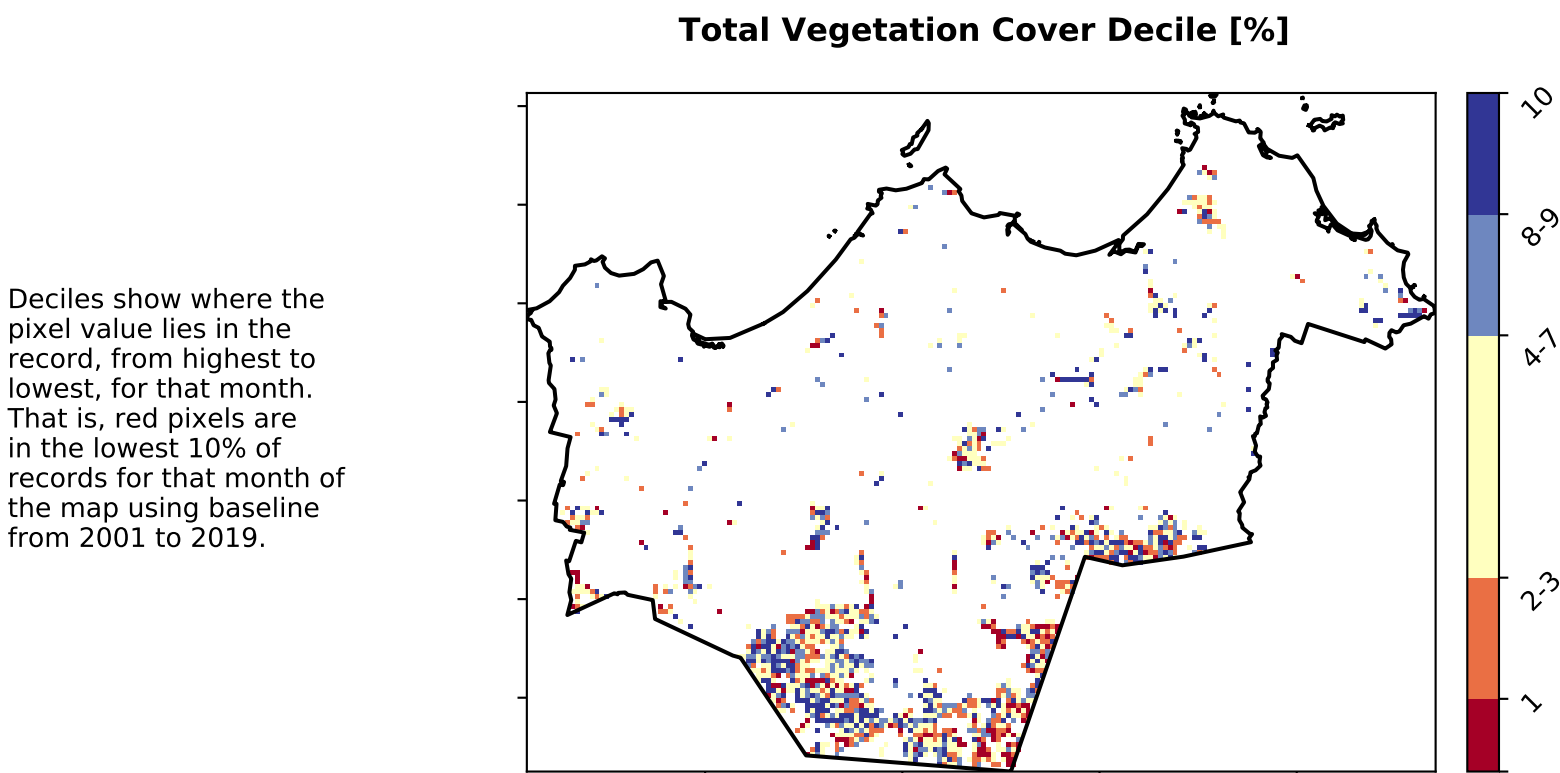 Total Vegetation Cover Decile [%]
Deciles show where the
pixel value lies in the
record, from highest to
lowest, for that month.
That is, red pixels are
in the lowest 10% of
records for that month of
the map using baseline
from 2001 to 2019.
10
8-9
4-7
2-3
1